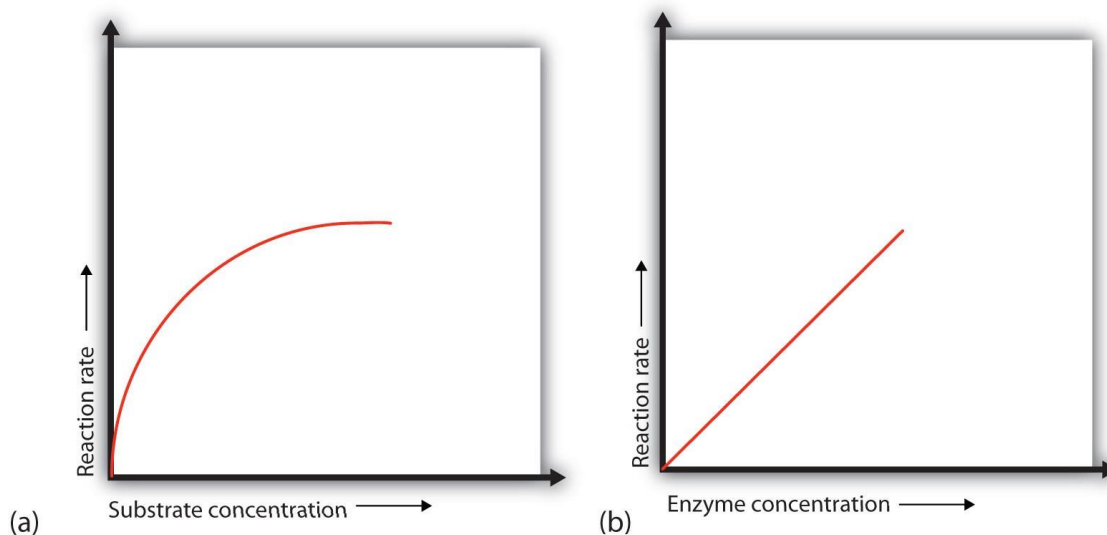 Reaction rate
Substrate concentration
(a)
Reaction rate
Enzyme concentration
(b)